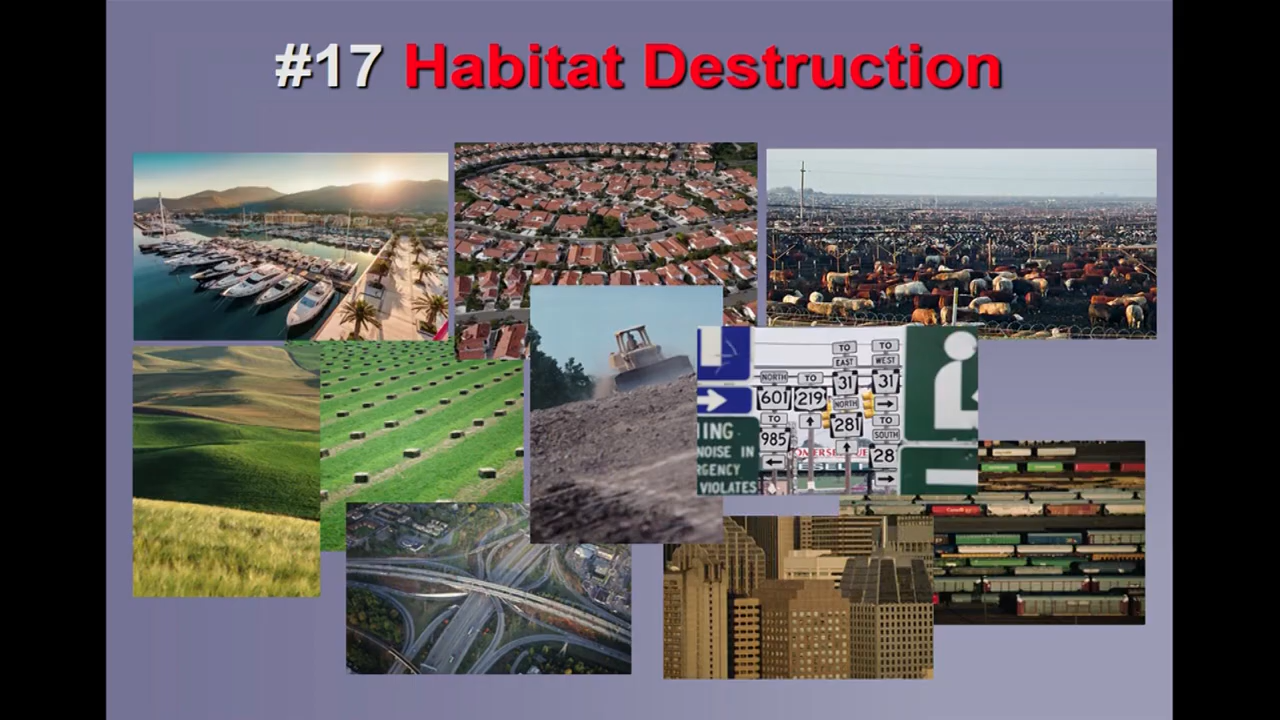 #17 Habitat Destruction
TO
EAST
31
TO
WEST
31
NORTH
601
TO
219
NORTH
281
TO
985
TO
SOUTH
28
ING
NOISE IN
RGENCY
VIOLATES